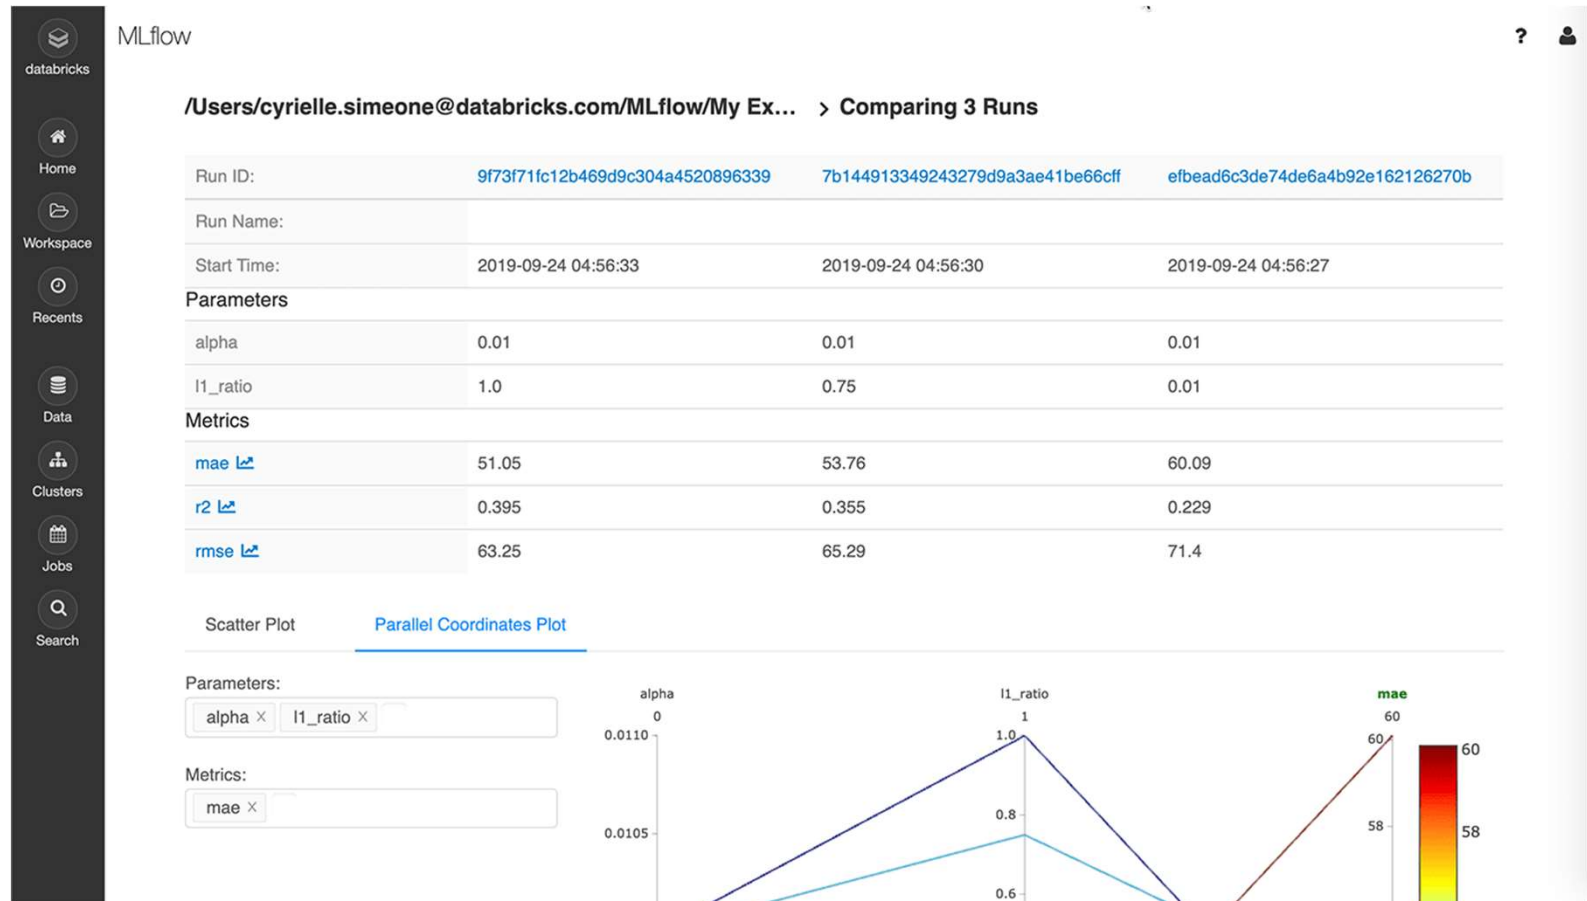 databricks
Home
Workspace
Recents
Data
Clusters
Jobs
Search
MLflow
?
/Users/cyrielle.simeone@databricks.com/MLflow/My Ex... > Comparing 3 Runs
Run ID: 9f73f71fc12b469d9c304a4520896339 7b144913349243279d9a3ae41be66cff efbead6c3de74de6a4b92e162126270b
Run Name:
Start Time: 2019-09-24 04:56:33 2019-09-24 04:56:30 2019-09-24 04:56:27
Parameters
alpha 0.01 0.01 0.01
l1_ratio 1.0 0.75 0.01
Metrics
mae 51.05 53.76 60.09
r2 0.395 0.355 0.229
rmse 63.25 65.29 71.4
Scatter Plot Parallel Coordinates Plot
Parameters:
alpha X l1_ratio X
Metrics:
mae X
alpha l1_ratio mae
0 1 60
0.0110 1.0 60 60
0.8 58 58
0.0105
0.6